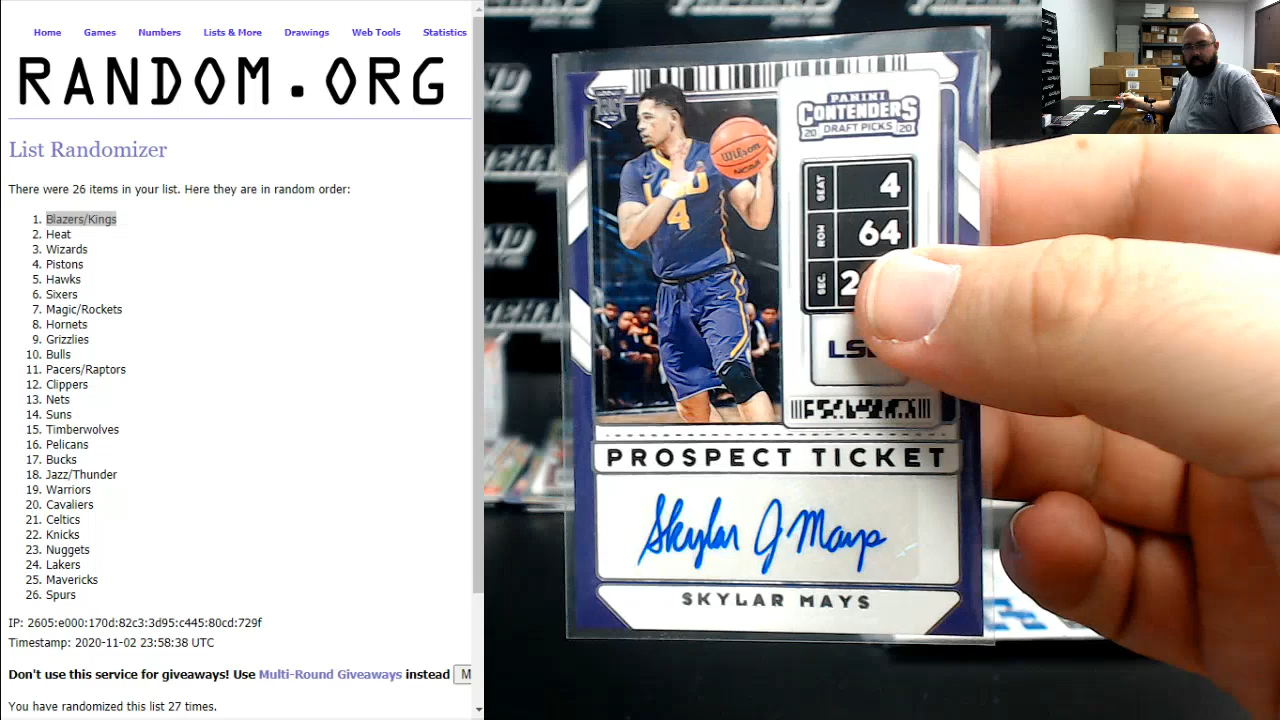 Home Games Numbers Lists & More Drawings Web Tools Statistics
RANDOM.ORG
List Randomizer
There were 26 items in your list. Here they are in random order:
1. Blazers/Kings
2. Heat
3. Wizards
4. Pistons
5. Hawks
6. Sixers
7. Magic/Rockets
8. Hornets
9. Grizzlies
10. Bulls
11. Pacers/Raptors
12. Clippers
13. Nets
14. Suns
15. Timberwolves
16. Pelicans
17. Bucks
18. Jazz/Thunder
19. Warriors
20. Cavaliers
21. Celtics
22. Knicks
23. Nuggets
24. Lakers
25. Mavericks
26. Spurs
IP: 2605:e000:170d:82c3:3d95:c445:80cd:729f
Timestamp: 2020-11-02 23:58:38 UTC
Don't use this service for giveaways! Use Multi-Round Giveaways instead
You have randomized this list 27 times.
PANINI
CONTENDERS
20 DRAFT PICKS 20
SEAT 4
ROW 64
SEC.
RC
Wilson
NCAA
LSU
4
PROSPECT TICKET
Skylar J Mays
SKYLAR MAYS